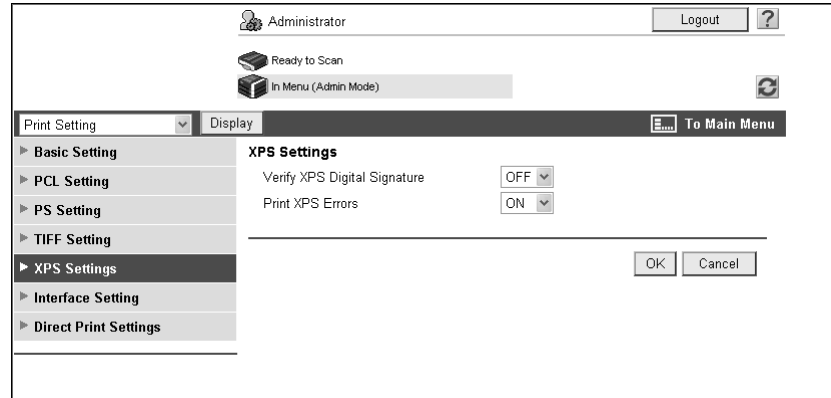 Administrator
Logout
?
Ready to Scan
In Menu (Admin Mode)
Print Setting
Display
To Main Menu
Basic Setting
PCL Setting
PS Setting
TIFF Setting
XPS Settings
Interface Setting
Direct Print Settings
XPS Settings
Verify XPS Digital Signature OFF
Print XPS Errors ON
OK Cancel